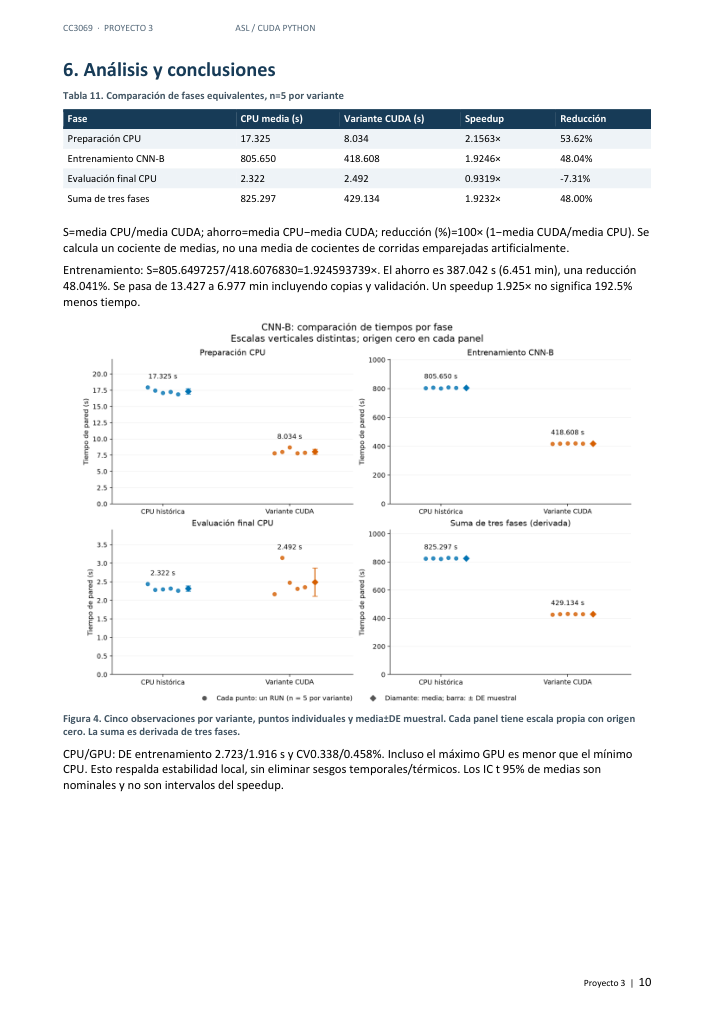 CC3069 · PROYECTO 3 ASL / CUDA PYTHON
6. Análisis y conclusiones
Tabla 11. Comparación de fases equivalentes, n=5 por variante
Fase CPU media (s) Variante CUDA (s) Speedup Reducción
Preparación CPU 17.325 8.034 2.1563× 53.62%
Entrenamiento CNN-B 805.650 418.608 1.9246× 48.04%
Evaluación final CPU 2.322 2.492 0.9319× -7.31%
Suma de tres fases 825.297 429.134 1.9232× 48.00%
S=media CPU/media CUDA; ahorro=media CPU−media CUDA; reducción (%)=100× (1−media CUDA/media CPU). Se
calcula un cociente de medias, no una media de cocientes de corridas emparejadas artificialmente.
Entrenamiento: S=805.6497257/418.6076830=1.924593739×. El ahorro es 387.042 s (6.451 min), una reducción
48.041%. Se pasa de 13.427 a 6.977 min incluyendo copias y validación. Un speedup 1.925× no significa 192.5%
menos tiempo.
CNN-B: comparación de tiempos por fase
Escalas verticales distintas; origen cero en cada panel
Preparación CPU
Tiempo de pared (s)
20.0
17.5
15.0
12.5
10.0
7.5
5.0
2.5
0.0
17.325 s
8.034 s
CPU histórica Variante CUDA
Entrenamiento CNN-B
Tiempo de pared (s)
1000
800
600
400
200
0
805.650 s
418.608 s
CPU histórica Variante CUDA
Evaluación final CPU
Tiempo de pared (s)
3.5
3.0
2.5
2.0
1.5
1.0
0.5
0.0
2.322 s
2.492 s
CPU histórica Variante CUDA
Suma de tres fases (derivada)
Tiempo de pared (s)
1000
800
600
400
200
0
825.297 s
429.134 s
CPU histórica Variante CUDA
Cada punto: un RUN (n = 5 por variante) Diamante: media; barra: ± DE muestral
Figura 4. Cinco observaciones por variante, puntos individuales y media±DE muestral. Cada panel tiene escala propia con origen
cero. La suma es derivada de tres fases.
CPU/GPU: DE entrenamiento 2.723/1.916 s y CV0.338/0.458%. Incluso el máximo GPU es menor que el mínimo
CPU. Esto respalda estabilidad local, sin eliminar sesgos temporales/térmicos. Los IC t 95% de medias son
nominales y no son intervalos del speedup.
Proyecto 3 | 10